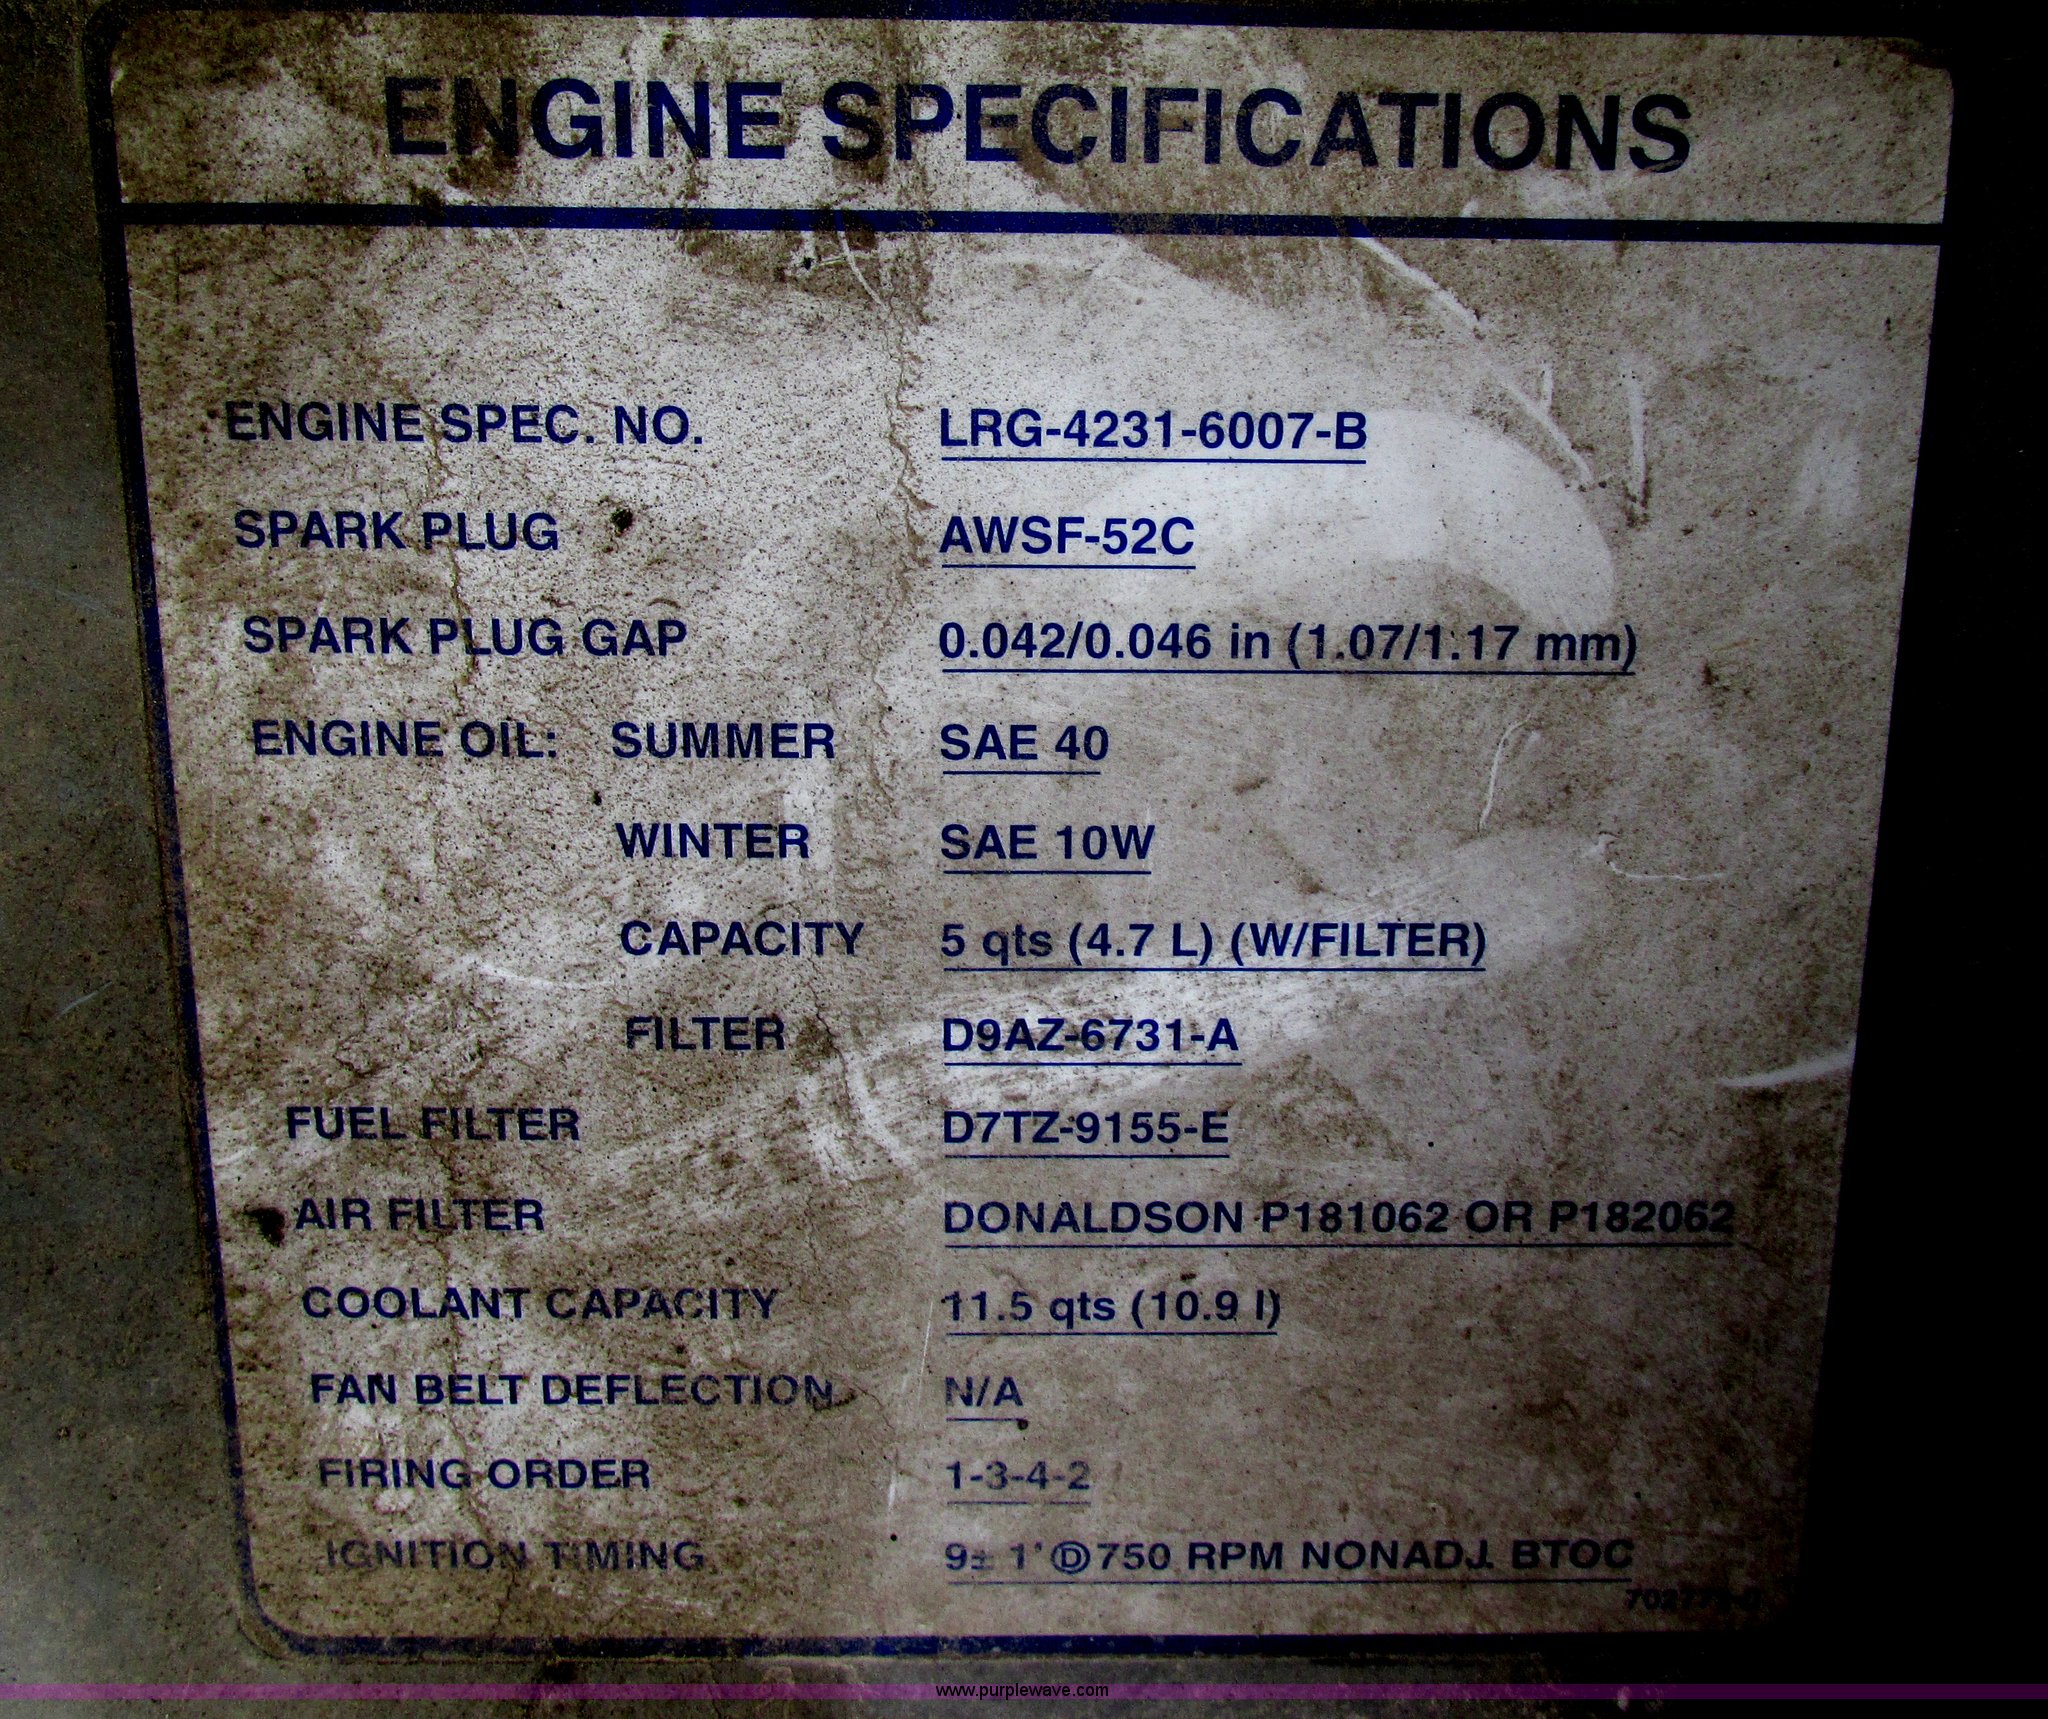 ENGINE SPECIFICATIONS
ENGINE SPEC. NO. LRG-4231-6007-B
SPARK PLUG AWSF-52C
SPARK PLUG GAP 0.042/0.046 in (1.07/1.17 mm)
ENGINE OIL: SUMMER SAE 40
WINTER SAE 10W
CAPACITY 5 qts (4.7 L) (W/FILTER)
FILTER D9AZ-6731-A
FUEL FILTER D7TZ-9155-E
AIR FILTER DONALDSON P181062 OR P182062
COOLANT CAPACITY 11.5 qts (10.9 l)
FAN BELT DEFLECTION N/A
FIRING ORDER 1-3-4-2
IGNITION TIMING 9± 1° Ⓓ 750 RPM NONADJ. BTOC
www.purplewave.com